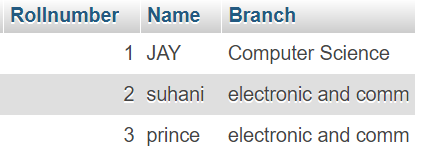 Rollnumber Name Branch
1 JAY Computer Science
2 suhani electronic and comm
3 prince electronic and comm